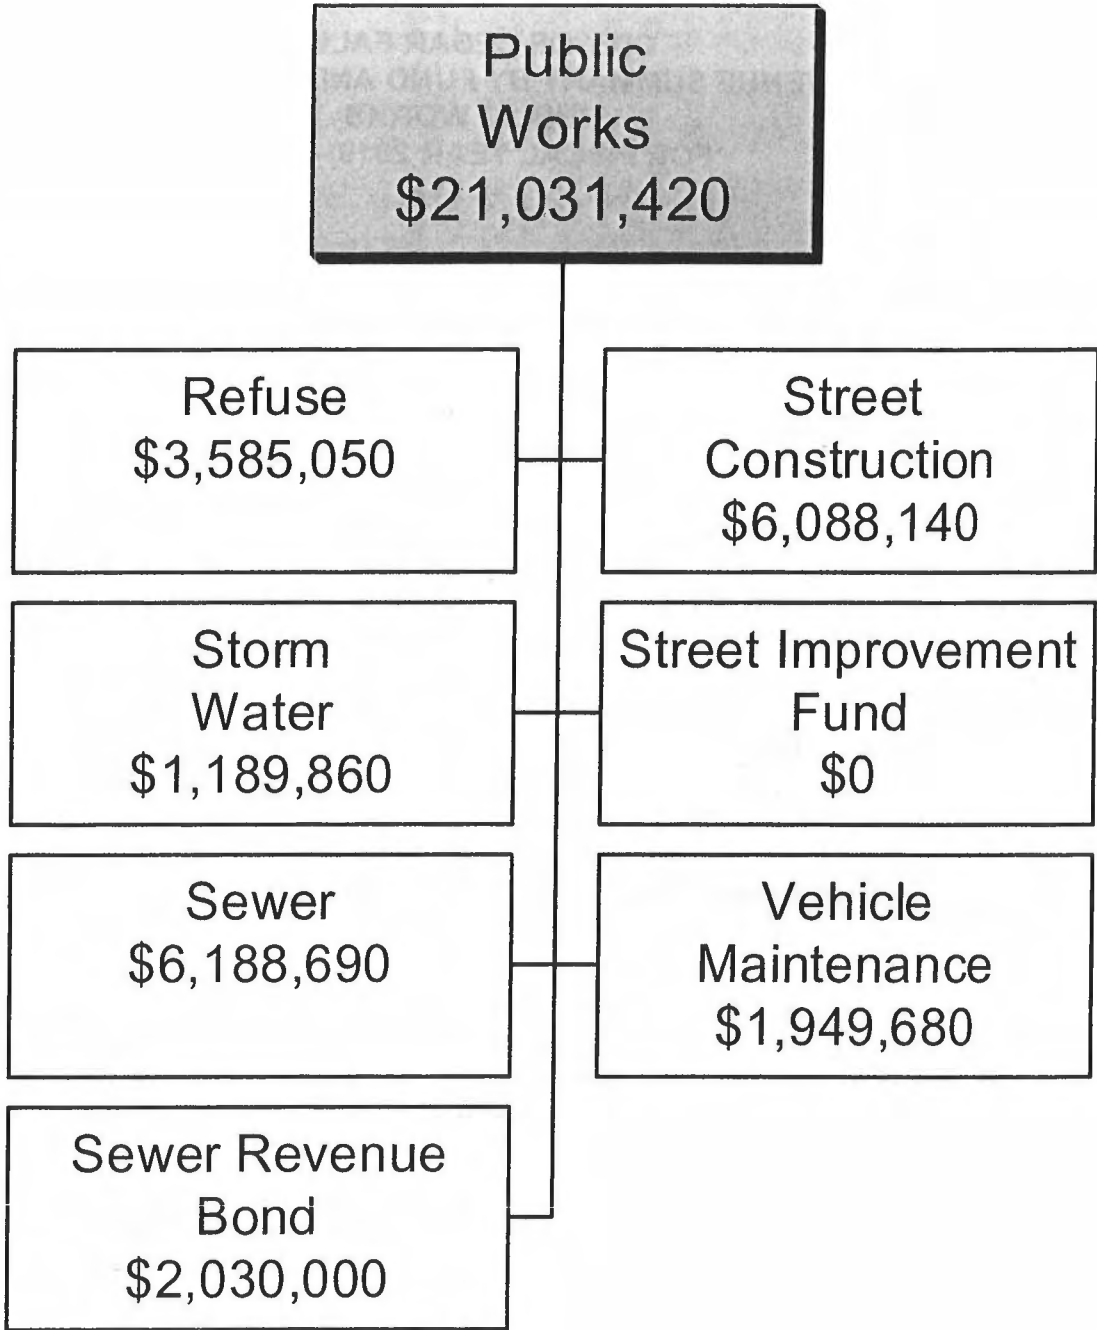 Public
Works
$21,031,420
Refuse
$3,585,050
Street
Construction
$6,088,140
Storm
Water
$1,189,860
Street Improvement
Fund
$0
Sewer
$6,188,690
Vehicle
Maintenance
$1,949,680
Sewer Revenue
Bond
$2,030,000